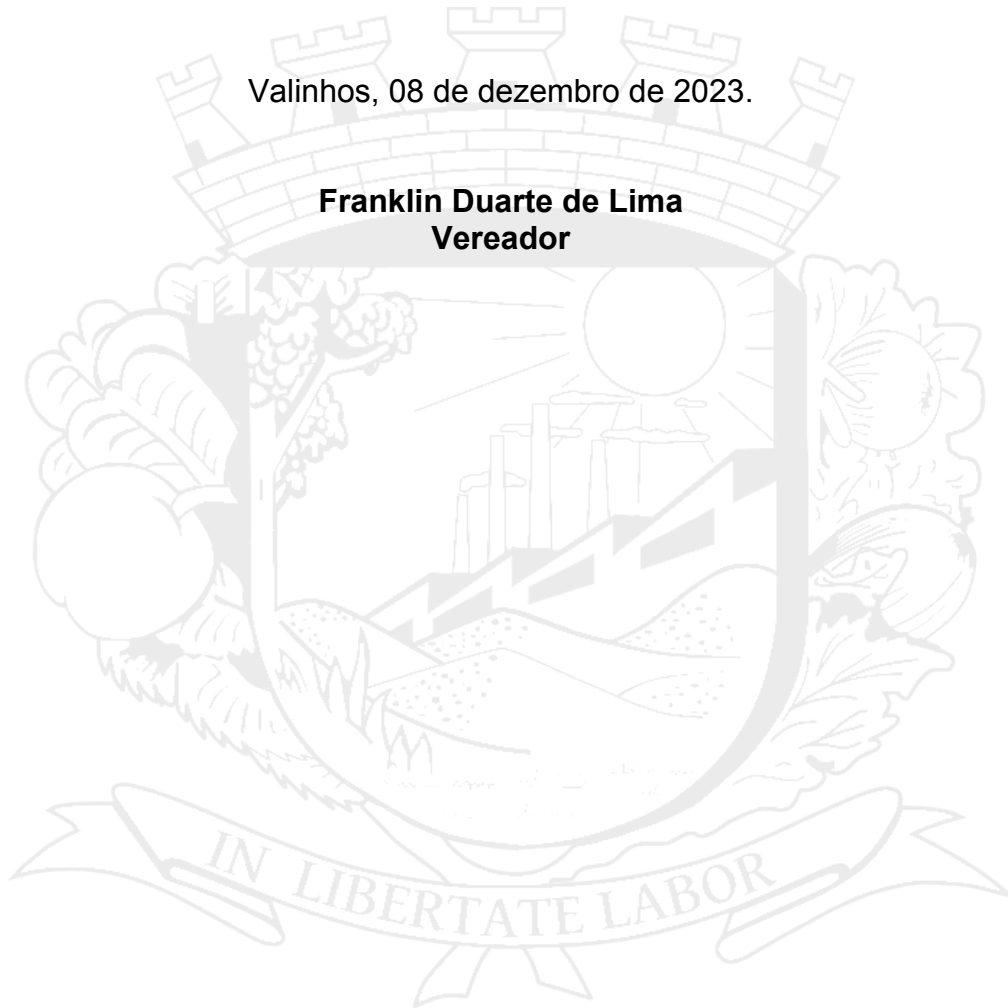 Valinhos, 08 de dezembro de 2023.
Franklin Duarte de Lima
Vereador
IN LIBERTATE LABOR